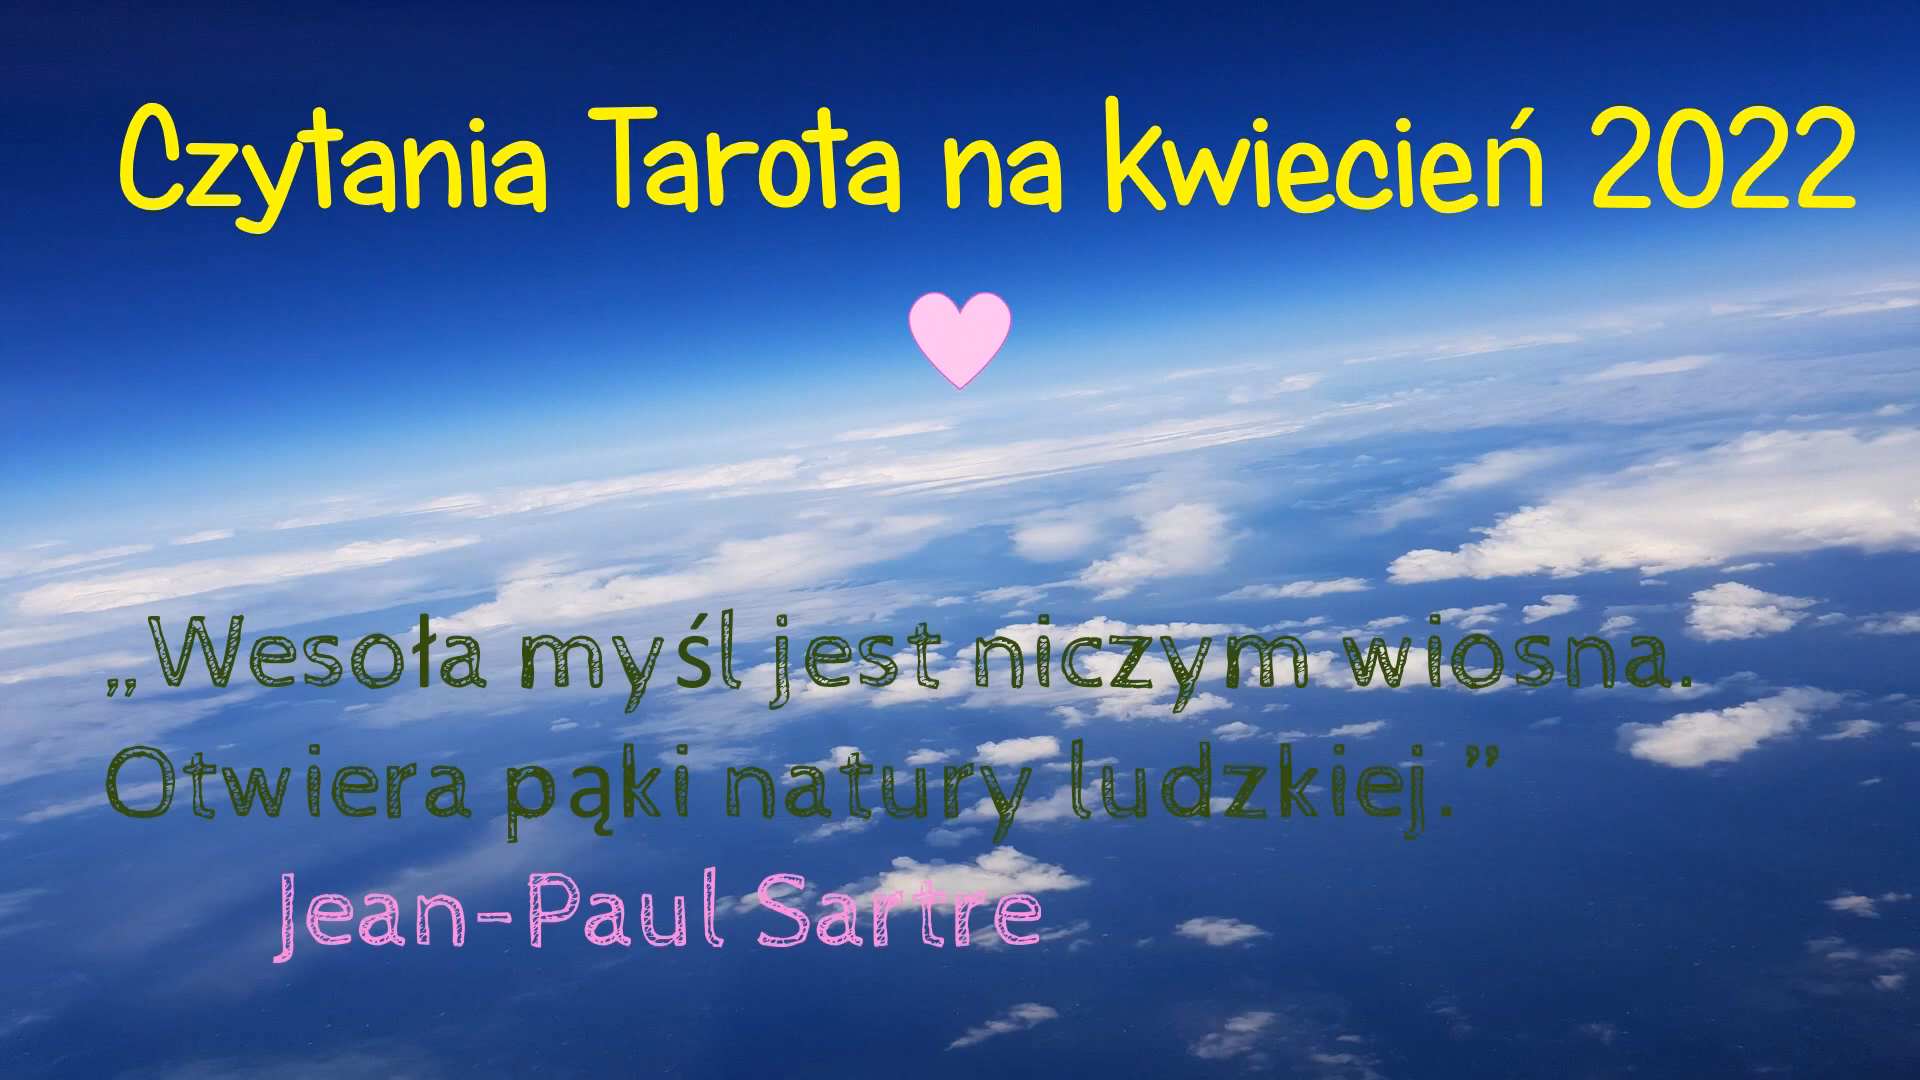 Czytania Tarota na kwiecień 2022
„Wesoła myśl jest niczym wiosna.
Otwiera pąki natury ludzkiej.”
Jean-Paul Sartre